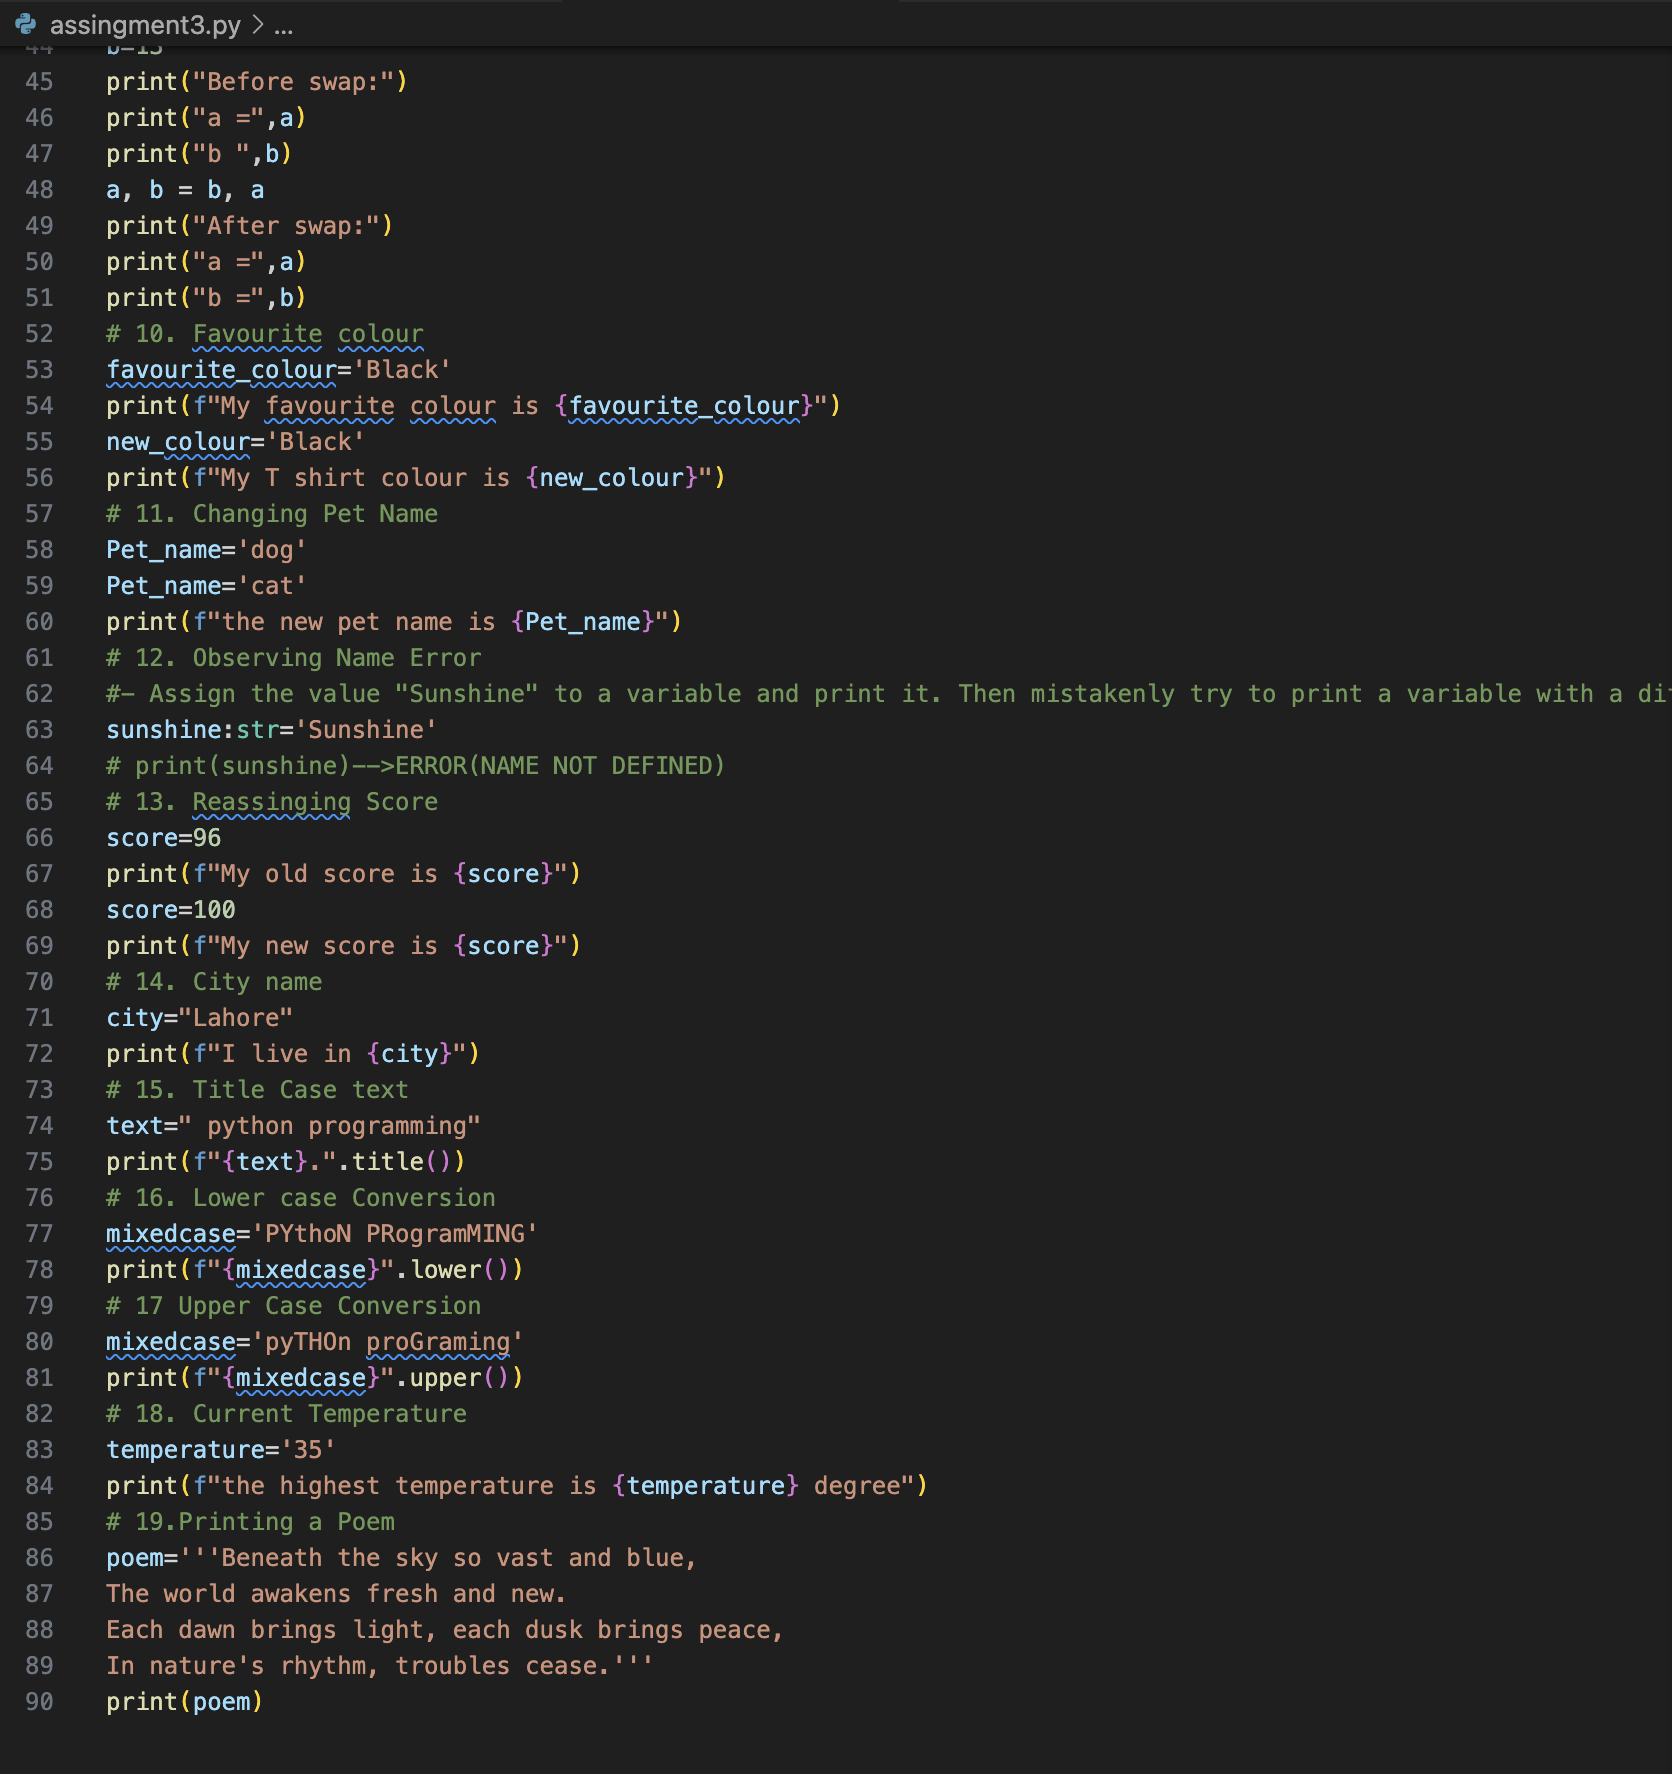 assingment3.py > ...
44 b=15
45 print("Before swap:")
46 print("a =",a)
47 print("b ",b)
48 a, b = b, a
49 print("After swap:")
50 print("a =",a)
51 print("b =",b)
52 # 10. Favourite colour
53 favourite_colour='Black'
54 print(f"My favourite colour is {favourite_colour}")
55 new_colour='Black'
56 print(f"My T shirt colour is {new_colour}")
57 # 11. Changing Pet Name
58 Pet_name='dog'
59 Pet_name='cat'
60 print(f"the new pet name is {Pet_name}")
61 # 12. Observing Name Error
62 #- Assign the value "Sunshine" to a variable and print it. Then mistakenly try to print a variable with a
63 sunshine:str='Sunshine'
64 # print(sunshine)-->ERROR(NAME NOT DEFINED)
65 # 13. Reassinging Score
66 score=96
67 print(f"My old score is {score}")
68 score=100
69 print(f"My new score is {score}")
70 # 14. City name
71 city="Lahore"
72 print(f"I live in {city}")
73 # 15. Title Case text
74 text=" python programming"
75 print(f"{text}.".title())
76 # 16. Lower case Conversion
77 mixedcase='PYthoN PRogramMING'
78 print(f"{mixedcase}".lower())
79 # 17 Upper Case Conversion
80 mixedcase='pyTHOn proGraming'
81 print(f"{mixedcase}".upper())
82 # 18. Current Temperature
83 temperature='35'
84 print(f"the highest temperature is {temperature} degree")
85 # 19.Printing a Poem
86 poem='''Beneath the sky so vast and blue,
87 The world awakens fresh and new.
88 Each dawn brings light, each dusk brings peace,
89 In nature's rhythm, troubles cease.'''
90 print(poem)